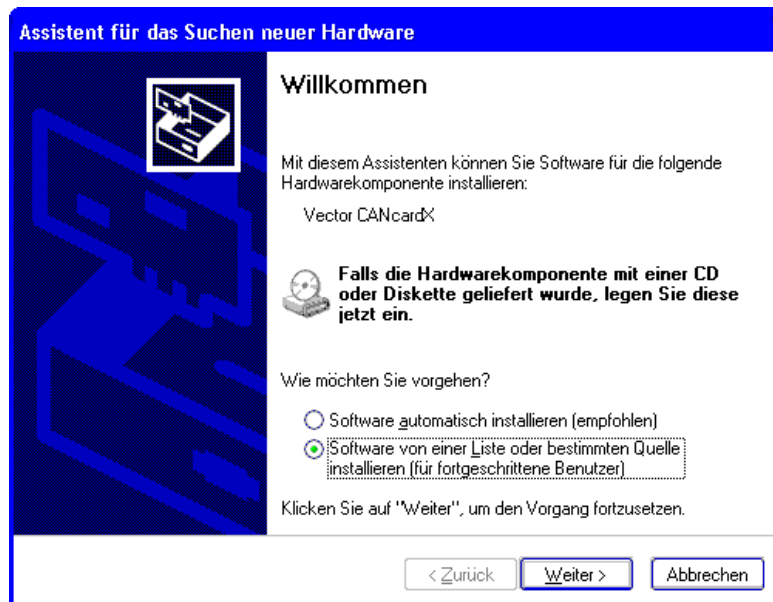 Assistent für das Suchen neuer Hardware
Willkommen
Mit diesem Assistenten können Sie Software für die folgende
Hardwarekomponente installieren:
Vector CANcardX
Falls die Hardwarekomponente mit einer CD
oder Diskette geliefert wurde, legen Sie diese
jetzt ein.
Wie möchten Sie vorgehen?
Software automatisch installieren (empfohlen)
Software von einer Liste oder bestimmten Quelle
installieren (für fortgeschrittene Benutzer)
Klicken Sie auf "Weiter", um den Vorgang fortzusetzen.
< Zurück Weiter > Abbrechen